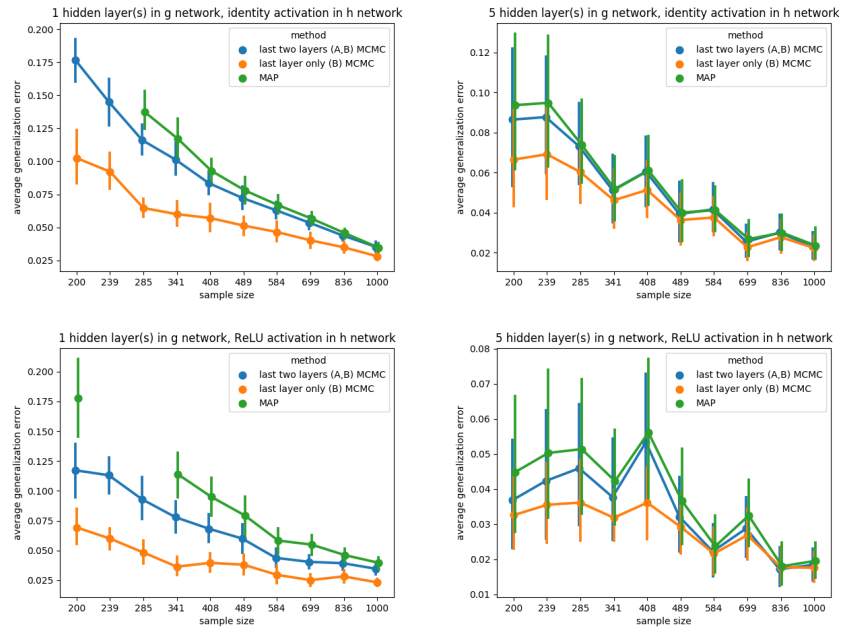 1 hidden layer(s) in g network, identity activation in h network
average generalization error
0.200
0.175
0.150
0.125
0.100
0.075
0.050
0.025
method
last two layers (A,B) MCMC
last layer only (B) MCMC
MAP
200 239 285 341 408 489 584 699 836 1000
sample size
5 hidden layer(s) in g network, identity activation in h network
average generalization error
0.12
0.10
0.08
0.06
0.04
0.02
method
last two layers (A,B) MCMC
last layer only (B) MCMC
MAP
200 239 285 341 408 489 584 699 836 1000
sample size
1 hidden layer(s) in g network, ReLU activation in h network
average generalization error
0.200
0.175
0.150
0.125
0.100
0.075
0.050
0.025
method
last two layers (A,B) MCMC
last layer only (B) MCMC
MAP
200 239 285 341 408 489 584 699 836 1000
sample size
5 hidden layer(s) in g network, ReLU activation in h network
average generalization error
0.08
0.07
0.06
0.05
0.04
0.03
0.02
0.01
method
last two layers (A,B) MCMC
last layer only (B) MCMC
MAP
200 239 285 341 408 489 584 699 836 1000
sample size